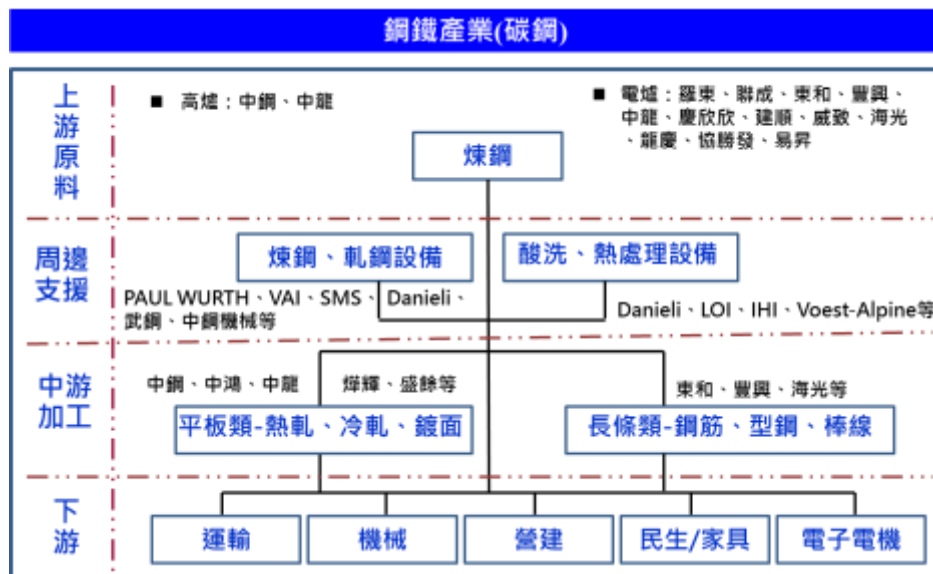 鋼鐵產業(碳鋼)
上游原料
■ 高爐：中鋼、中龍
■ 電爐：羅東、聯成、東和、豐興、
中龍、慶欣欣、建順、威致、海光
、龍慶、協勝發、易昇
煉鋼
周邊
支援
煉鋼、軋鋼設備
酸洗、熱處理設備
PAUL WURTH、VAI、SMS、Danieli、
武鋼、中鋼機械等
Danieli、LOI、IHI、Voest-Alpine等
中游
加工
中鋼、中鴻、中龍
燁輝、盛餘等
東和、豐興、海光等
平板類-熱軋、冷軋、鍍面
長條類-鋼筋、型鋼、棒線
下游
運輸
機械
營建
民生/家具
電子電機